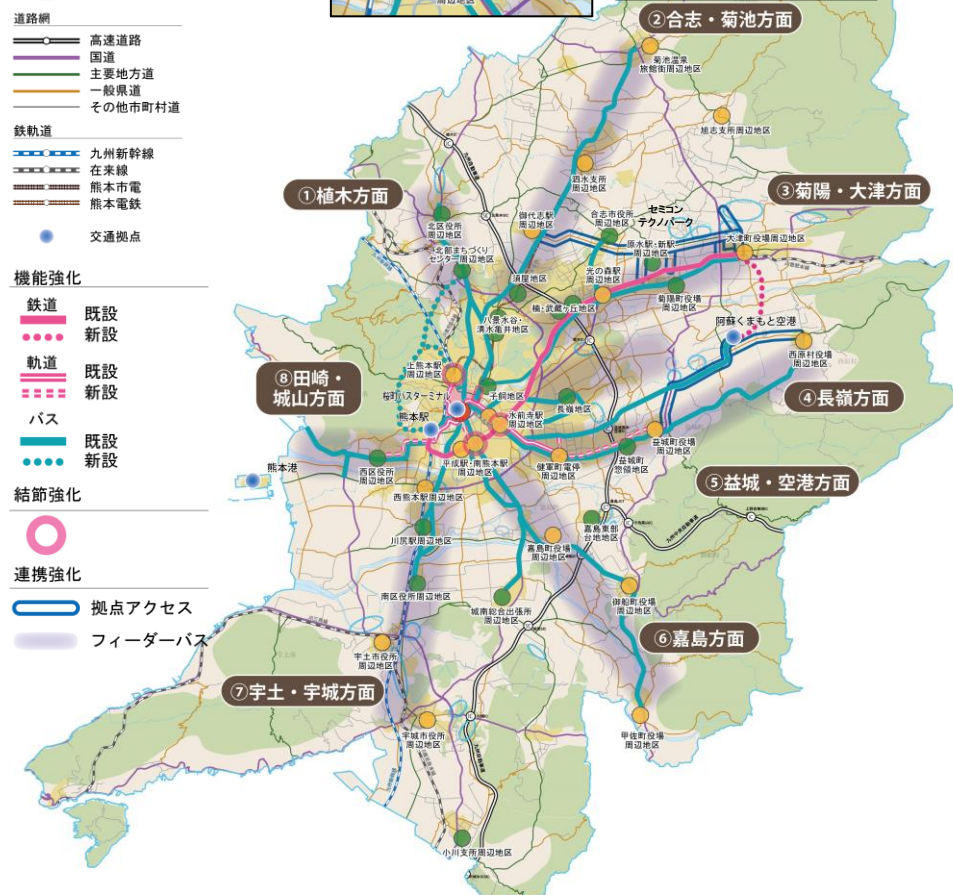 周辺地区
道路網
高速道路
国道
主要地方道
一般県道
その他市町村道
鉄軌道
九州新幹線
在来線
熊本市電
熊本電鉄
交通拠点
機能強化
鉄道
既設
新設
軌道
既設
新設
バス
既設
新設
結節強化
連携強化
拠点アクセス
フィーダーバス
②合志・菊池方面
菊池温泉
旅館街周辺地区
旭志支所周辺地区
泗水支所
周辺地区
①植木方面
③菊陽・大津方面
北区役所
周辺地区
御代志駅
周辺地区
合志市役所
周辺地区
セミコン
テクノパーク
原水駅・新駅
周辺地区
大津町役場周辺地区
北部まちづくり
センター周辺地区
須屋地区
光の森駅
周辺地区
楠・武蔵ヶ丘地区
菊陽町役場
周辺地区
八景水谷・
清水亀井地区
阿蘇くまもと空港
西原村役場
周辺地区
上熊本駅
周辺地区
⑧田崎・
城山方面
桜町バスターミナル
子飼地区
④長嶺方面
長嶺地区
熊本駅
水前寺駅
周辺地区
益城町役場
周辺地区
益城町
惣領地区
熊本港
西区役所
周辺地区
平成駅・南熊本駅
周辺地区
健軍町電停
周辺地区
⑤益城・空港方面
西熊本駅周辺地区
嘉島東部
台地地区
川尻駅周辺地区
嘉島町役場
周辺地区
南区役所周辺地区
城南総合出張所
周辺地区
御船町役場
周辺地区
⑥嘉島方面
宇土市役所
周辺地区
⑦宇土・宇城方面
宇城市役所
周辺地区
甲佐町役場
周辺地区
小川支所周辺地区
九州自動車道
九州中央自動車道